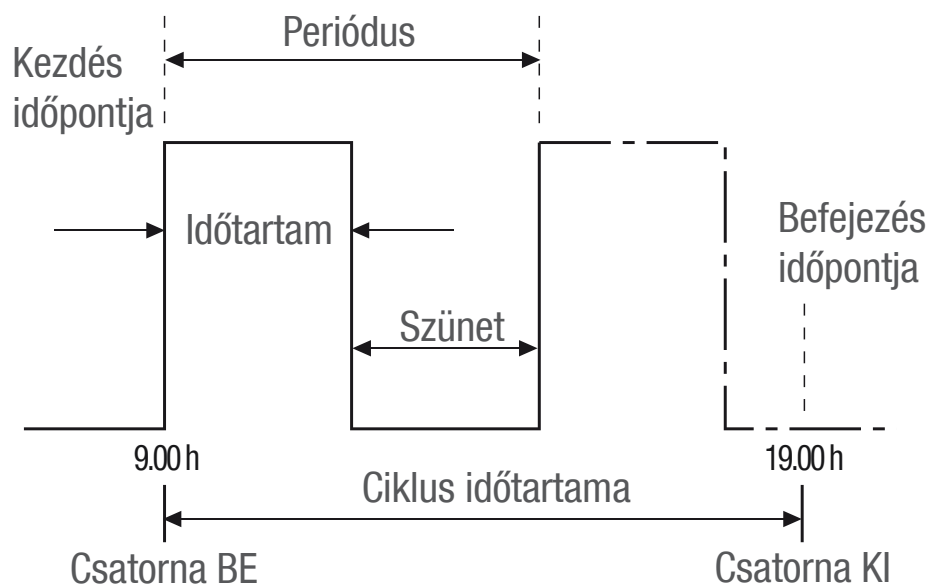 Periódus
Kezdés
időpontja
Időtartam
Befejezés
időpontja
Szünet
9.00 h
19.00 h
Ciklus időtartama
Csatorna BE
Csatorna KI